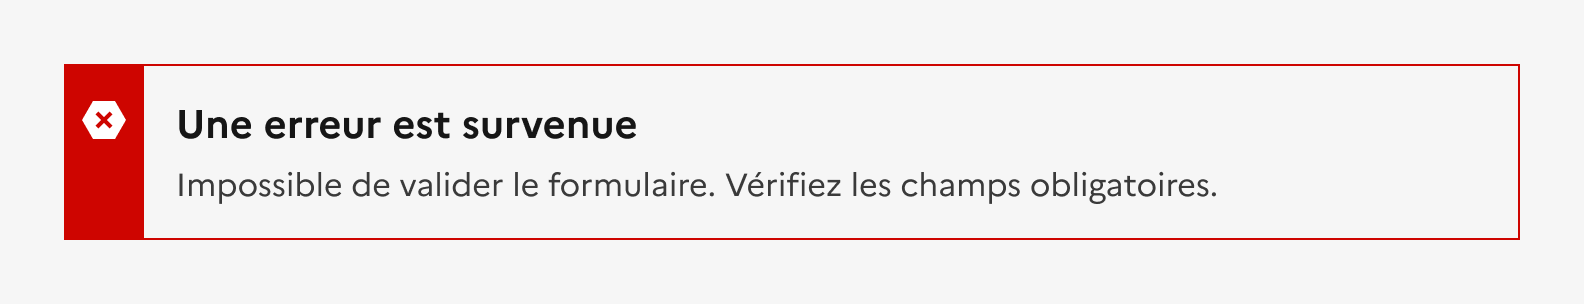 Une erreur est survenue
Impossible de valider le formulaire. Vérifiez les champs obligatoires.